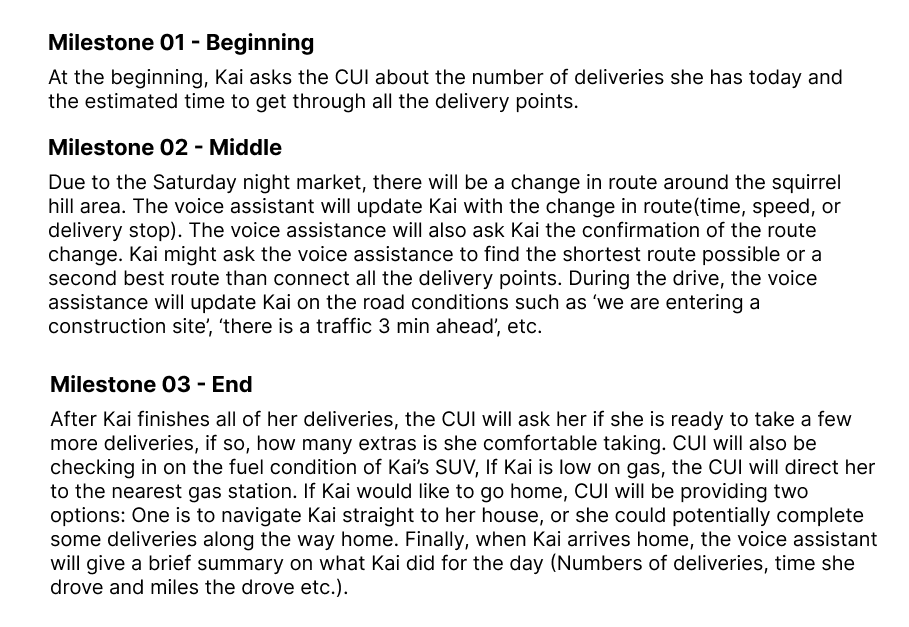 Milestone 01 - Beginning
At the beginning, Kai asks the CUI about the number of deliveries she has today and
the estimated time to get through all the delivery points.
Milestone 02 - Middle
Due to the Saturday night market, there will be a change in route around the squirrel
hill area. The voice assistant will update Kai with the change in route(time, speed, or
delivery stop). The voice assistance will also ask Kai the confirmation of the route
change. Kai might ask the voice assistance to find the shortest route possible or a
second best route than connect all the delivery points. During the drive, the voice
assistance will update Kai on the road conditions such as ‘we are entering a
construction site’, ‘there is a traffic 3 min ahead’, etc.
Milestone 03 - End
After Kai finishes all of her deliveries, the CUI will ask her if she is ready to take a few
more deliveries, if so, how many extras is she comfortable taking. CUI will also be
checking in on the fuel condition of Kai’s SUV, If Kai is low on gas, the CUI will direct her
to the nearest gas station. If Kai would like to go home, CUI will be providing two
options: One is to navigate Kai straight to her house, or she could potentially complete
some deliveries along the way home. Finally, when Kai arrives home, the voice assistant
will give a brief summary on what Kai did for the day (Numbers of deliveries, time she
drove and miles the drove etc.).